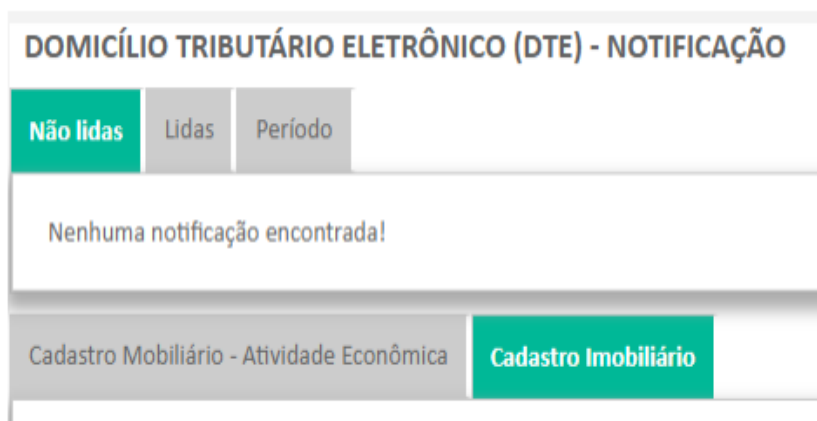 DOMICÍLIO TRIBUTÁRIO ELETRÔNICO (DTE) - NOTIFICAÇÃO
Não lidas Lidas Período
Nenhuma notificação encontrada!
Cadastro Mobiliário - Atividade Econômica Cadastro Imobiliário